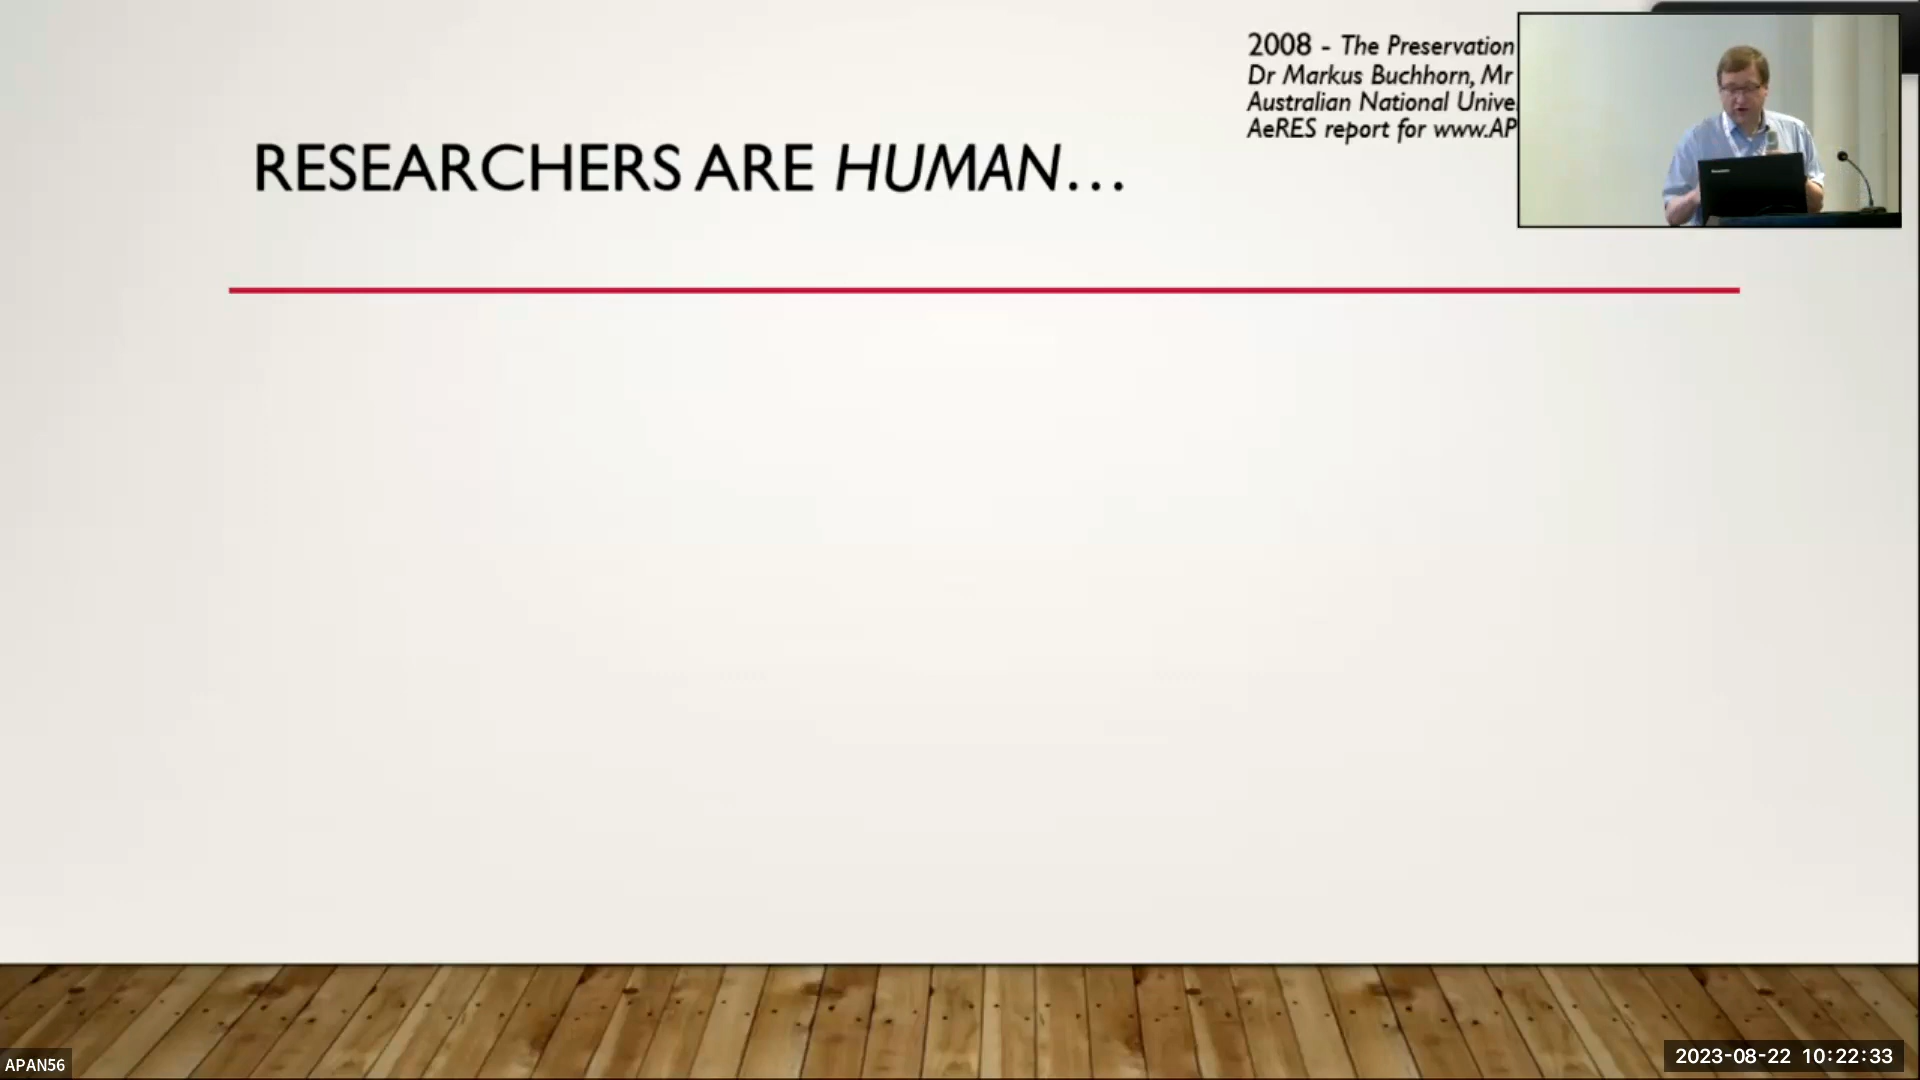 2008 - The Preservation
Dr Markus Buchhorn, Mr
Australian National Unive
AeRES report for www.AP
RESEARCHERS ARE HUMAN...
APAN56
2023-08-22 10:22:33